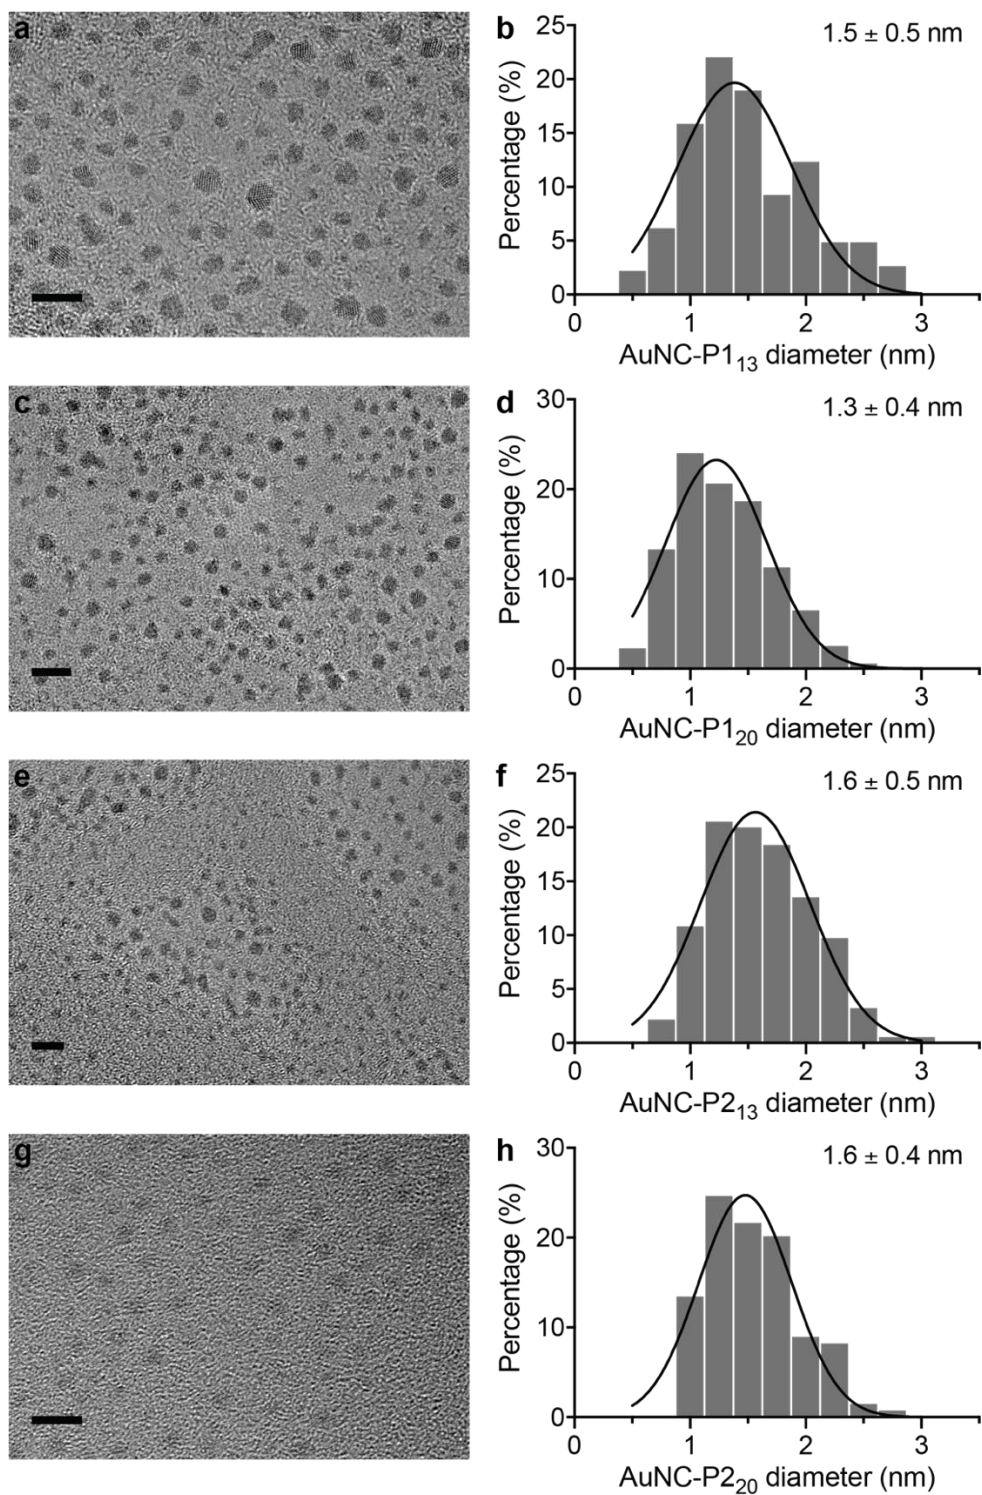 a
b
25
20
15
10
5
0
Percentage (%)
1.5 ± 0.5 nm
0 1 2 3
AuNC-P1₁₃ diameter (nm)
c
d
30
20
10
0
Percentage (%)
1.3 ± 0.4 nm
0 1 2 3
AuNC-P1₂₀ diameter (nm)
e
f
25
20
15
10
5
0
Percentage (%)
1.6 ± 0.5 nm
0 1 2 3
AuNC-P2₁₃ diameter (nm)
g
h
30
20
10
0
Percentage (%)
1.6 ± 0.4 nm
0 1 2 3
AuNC-P2₂₀ diameter (nm)